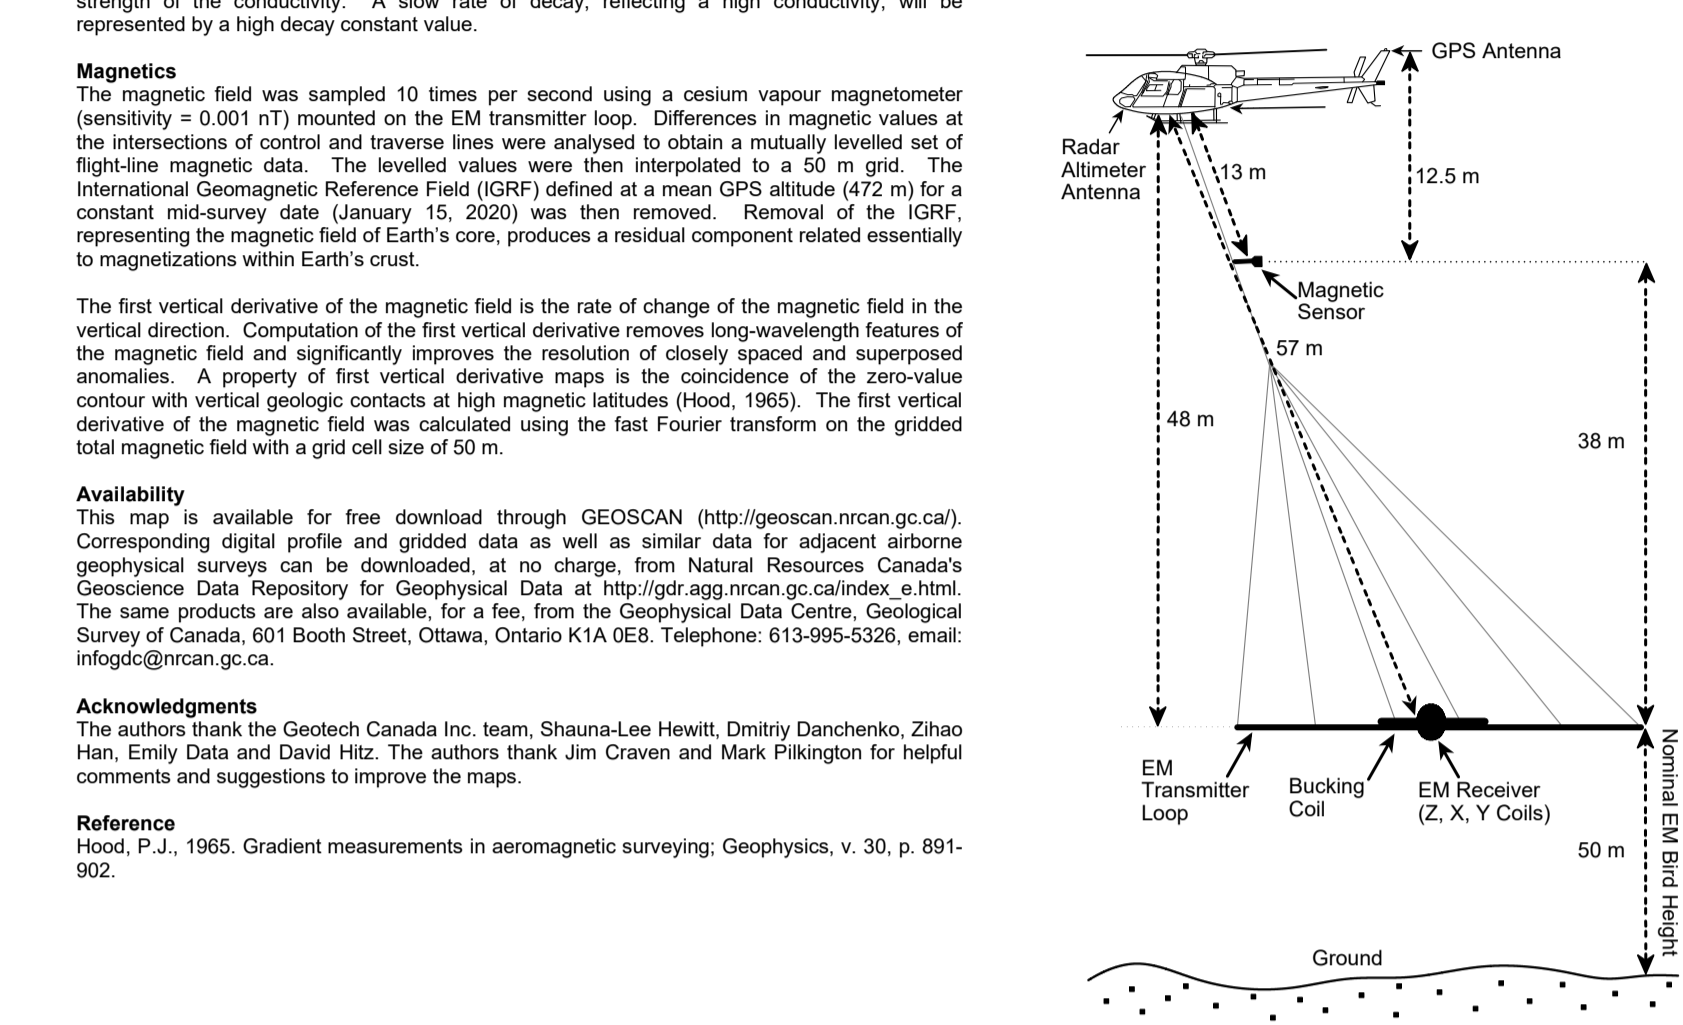 strength of the conductivity. A slow rate of decay, reflecting a high conductivity, will be
represented by a high decay constant value.
Magnetics
The magnetic field was sampled 10 times per second using a cesium vapour magnetometer
(sensitivity = 0.001 nT) mounted on the EM transmitter loop. Differences in magnetic values at
the intersections of control and traverse lines were analysed to obtain a mutually levelled set of
flight-line magnetic data. The levelled values were then interpolated to a 50 m grid. The
International Geomagnetic Reference Field (IGRF) defined at a mean GPS altitude (472 m) for a
constant mid-survey date (January 15, 2020) was then removed. Removal of the IGRF,
representing the magnetic field of Earth's core, produces a residual component related essentially
to magnetizations within Earth's crust.
The first vertical derivative of the magnetic field is the rate of change of the magnetic field in the
vertical direction. Computation of the first vertical derivative removes long-wavelength features of
the magnetic field and significantly improves the resolution of closely spaced and superposed
anomalies. A property of first vertical derivative maps is the coincidence of the zero-value
contour with vertical geologic contacts at high magnetic latitudes (Hood, 1965). The first vertical
derivative of the magnetic field was calculated using the fast Fourier transform on the gridded
total magnetic field with a grid cell size of 50 m.
Availability
This map is available for free download through GEOSCAN (http://geoscan.nrcan.gc.ca/).
Corresponding digital profile and gridded data as well as similar data for adjacent airborne
geophysical surveys can be downloaded, at no charge, from Natural Resources Canada's
Geoscience Data Repository for Geophysical Data at http://gdr.agg.nrcan.gc.ca/index_e.html.
The same products are also available, for a fee, from the Geophysical Data Centre, Geological
Survey of Canada, 601 Booth Street, Ottawa, Ontario K1A 0E8. Telephone: 613-995-5326, email:
infogdc@nrcan.gc.ca.
Acknowledgments
The authors thank the Geotech Canada Inc. team, Shauna-Lee Hewitt, Dmitriy Danchenko, Zihao
Han, Emily Data and David Hitz. The authors thank Jim Craven and Mark Pilkington for helpful
comments and suggestions to improve the maps.
Reference
Hood, P.J., 1965. Gradient measurements in aeromagnetic surveying; Geophysics, v. 30, p. 891-
902.
GPS Antenna
Radar
Altimeter
Antenna
13 m
12.5 m
Magnetic
Sensor
57 m
48 m
38 m
EM
Transmitter
Loop
Bucking
Coil
EM Receiver
(Z, X, Y Coils)
50 m
Nominal EM Bird Height
Ground